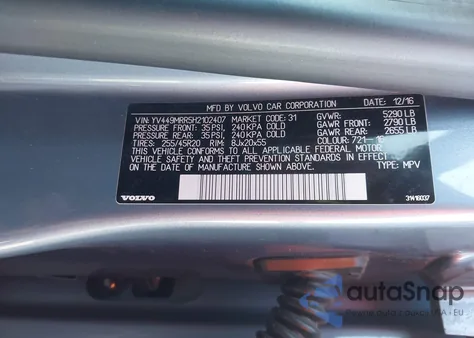 MFD BY VOLVO CAR CORPORATION DATE: 12/16
VIN: YV449MRR5H2102407 MARKET CODE: 31 GVWR: 5290 LB
PRESSURE FRONT: 35 PSI, 240 KPA COLD GAWR FRONT: 2790 LB
PRESSURE REAR: 35 PSI, 240 KPA COLD GAWR REAR: 2655 LB
TIRES: 255/45R20 RIM: 8Jx20x55 COLOUR: 721-
THIS VEHICLE CONFORMS TO ALL APPLICABLE FEDERAL MOTOR
VEHICLE SAFETY AND THEFT PREVENTION STANDARDS IN EFFECT
ON THE DATE OF MANUFACTURE SHOWN ABOVE. TYPE: MPV
VOLVO 31416037
autoSnap